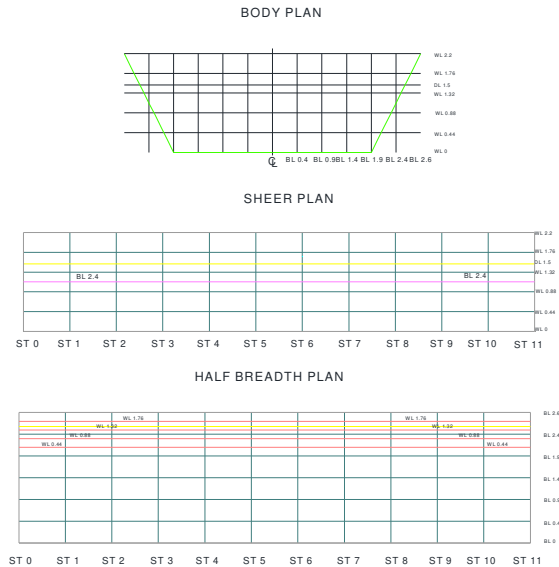 BODY PLAN
WL 2.2
WL 1.76
DL 1.5
WL 1.32
WL 0.88
WL 0.44
WL 0
℄ BL 0.4 BL 0.9 BL 1.4 BL 1.9 BL 2.4 BL 2.6
SHEER PLAN
WL 2.2
WL 1.76
DL 1.5
WL 1.32
BL 2.4 BL 2.4
WL 0.88
WL 0.44
WL 0
ST 0 ST 1 ST 2 ST 3 ST 4 ST 5 ST 6 ST 7 ST 8 ST 9 ST 10 ST 11
HALF BREADTH PLAN
BL 2.6
WL 1.76 WL 1.76
WL 1.32 WL 1.32
WL 0.88 WL 0.88 BL 2.4
WL 0.44 WL 0.44
BL 1.9
BL 1.4
BL 0.9
BL 0.4
BL 0
ST 0 ST 1 ST 2 ST 3 ST 4 ST 5 ST 6 ST 7 ST 8 ST 9 ST 10 ST 11